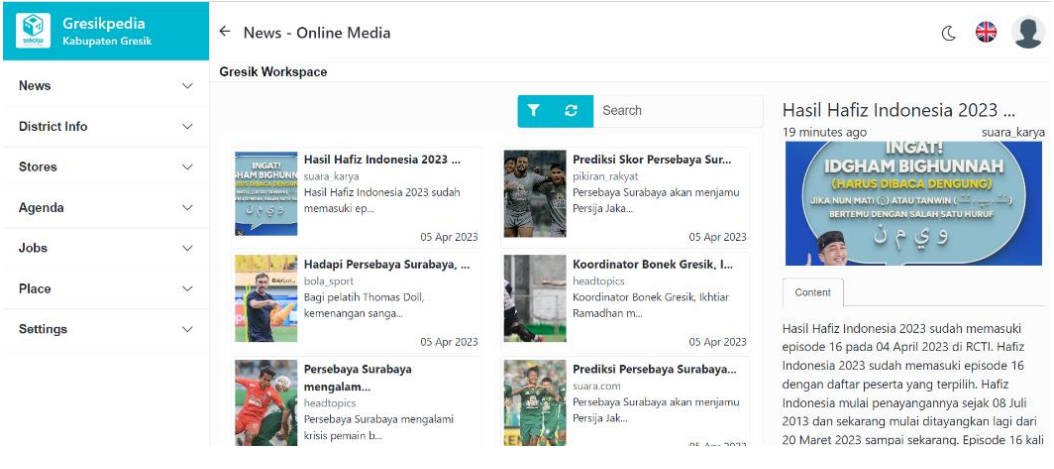 sekolsa
Gresikpedia
Kabupaten Gresik
News
District Info
Stores
Agenda
Jobs
Place
Settings
← News - Online Media
Gresik Workspace
Search
INGAT!
HAM BIGHUNN
Hasil Hafiz Indonesia 2023 ...
suara_karya
Hasil Hafiz Indonesia 2023 sudah
memasuki ep...
05 Apr 2023
Prediksi Skor Persebaya Sur...
pikiran_rakyat
Persebaya Surabaya akan menjamu
Persija Jaka...
05 Apr 2023
Hadapi Persebaya Surabaya, ...
bola_sport
Bagi pelatih Thomas Doll,
kemenangan sanga...
05 Apr 2023
Koordinator Bonek Gresik, I...
headtopics
Koordinator Bonek Gresik, Ikhtiar
Ramadhan m...
05 Apr 2023
Persebaya Surabaya
mengalam...
headtopics
Persebaya Surabaya mengalami
krisis pemain b...
Prediksi Persebaya Surabaya...
suara.com
Persebaya Surabaya akan menjamu
Persija Jak...
05 Apr 2023
Hasil Hafiz Indonesia 2023 ...
19 minutes ago
suara_karya
INGAT!
IDGHAM BIGHUNNAH
(HARUS DIBACA DENGUNG)
JIKA NUN MATI (ن) ATAU TANWIN
BERTEMU DENGAN SALAH SATU HURUF
و ي م ن
Content
Hasil Hafiz Indonesia 2023 sudah memasuki
episode 16 pada 04 April 2023 di RCTI. Hafiz
Indonesia 2023 sudah memasuki episode 16
dengan daftar peserta yang terpilih. Hafiz
Indonesia mulai penayangannya sejak 08 Juli
2013 dan sekarang mulai ditayangkan lagi dari
20 Maret 2023 sampai sekarang. Episode 16 kali